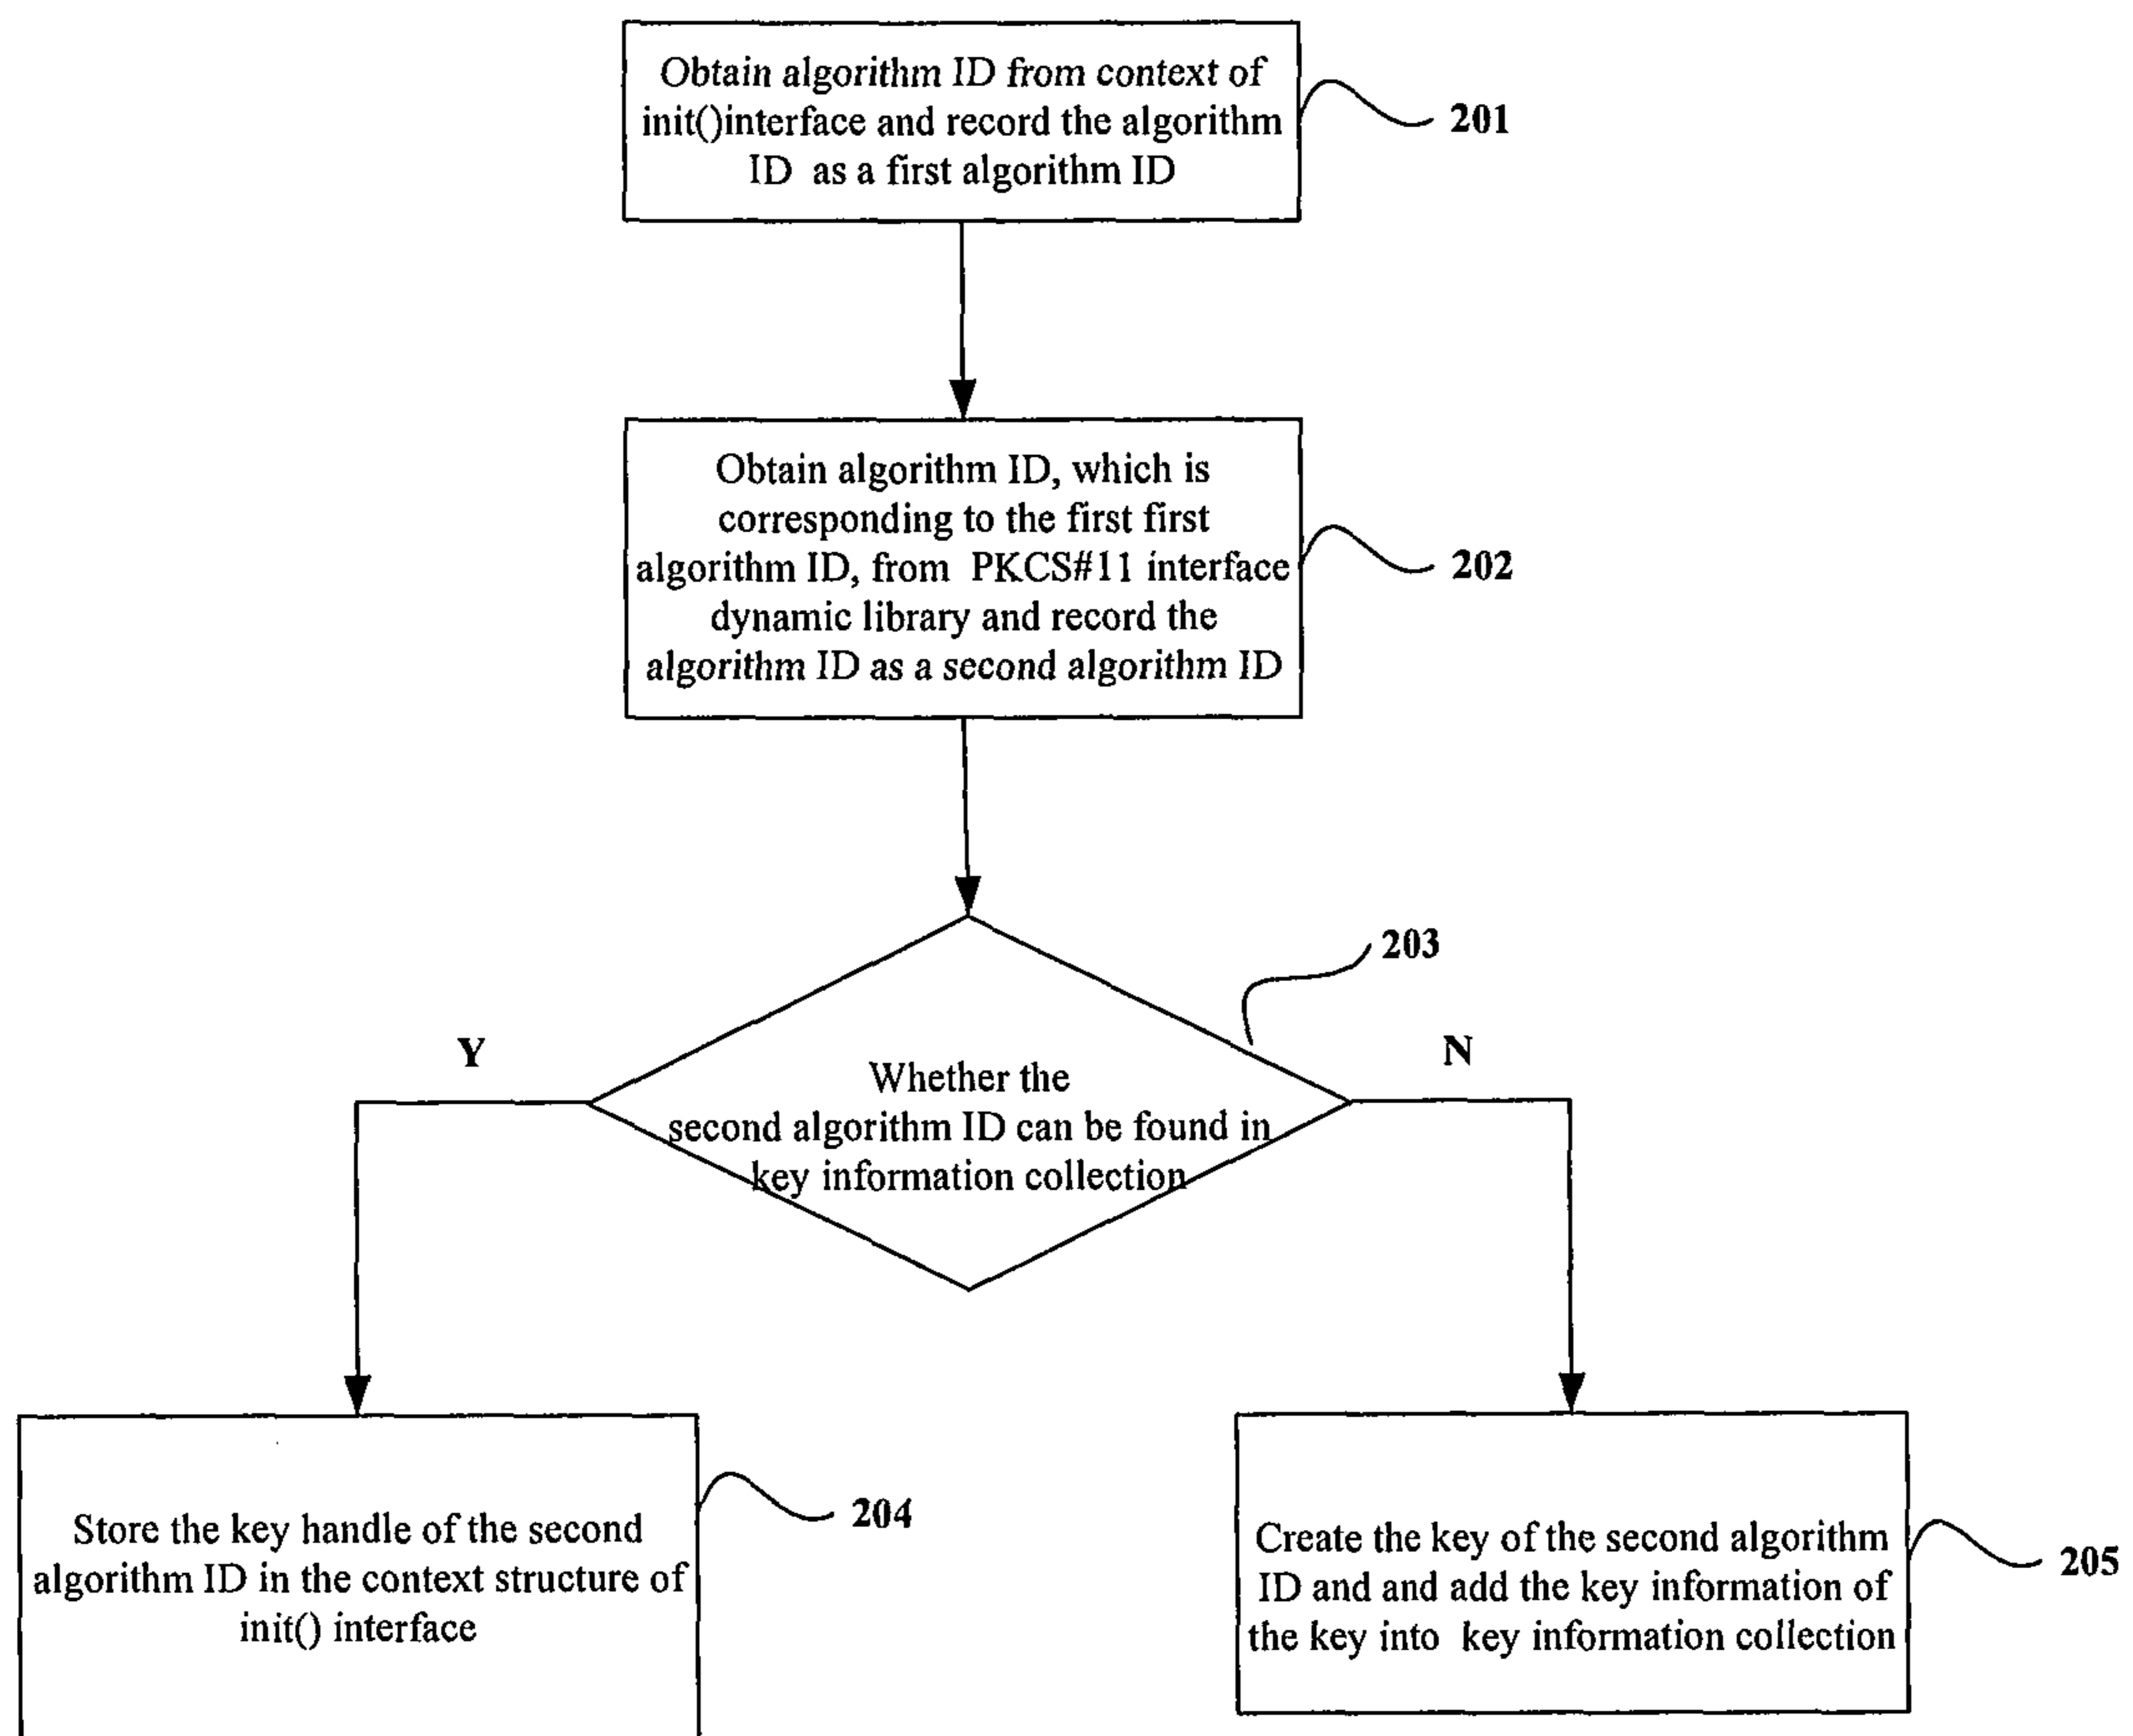 Obtain algorithm ID from context of
init()interface and record the algorithm
ID as a first algorithm ID
201
Obtain algorithm ID, which is
corresponding to the first first
algorithm ID, from PKCS#11 interface
dynamic library and record the
algorithm ID as a second algorithm ID
202
203
Y
N
Whether the
second algorithm ID can be found in
key information collection
Store the key handle of the second
algorithm ID in the context structure of
init() interface
204
Create the key of the second algorithm
ID and and add the key information of
the key into key information collection
205